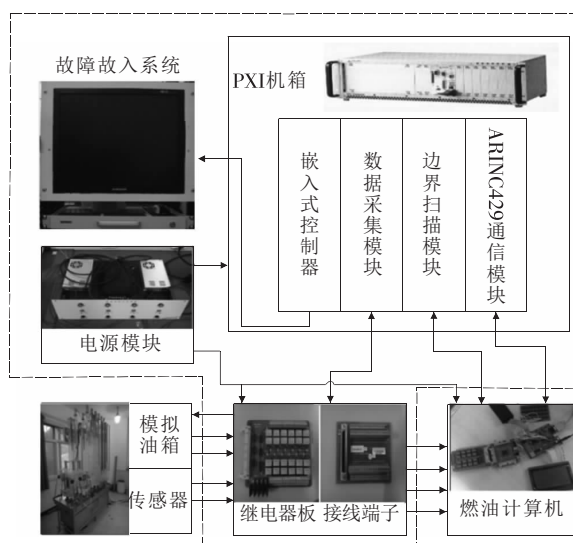 故障故入系统
PXI机箱
嵌入式控制器
数据采集模块
边界扫描模块
ARINC429通信模块
电源模块
模拟
油箱
传感器
继电器板 接线端子
燃油计算机